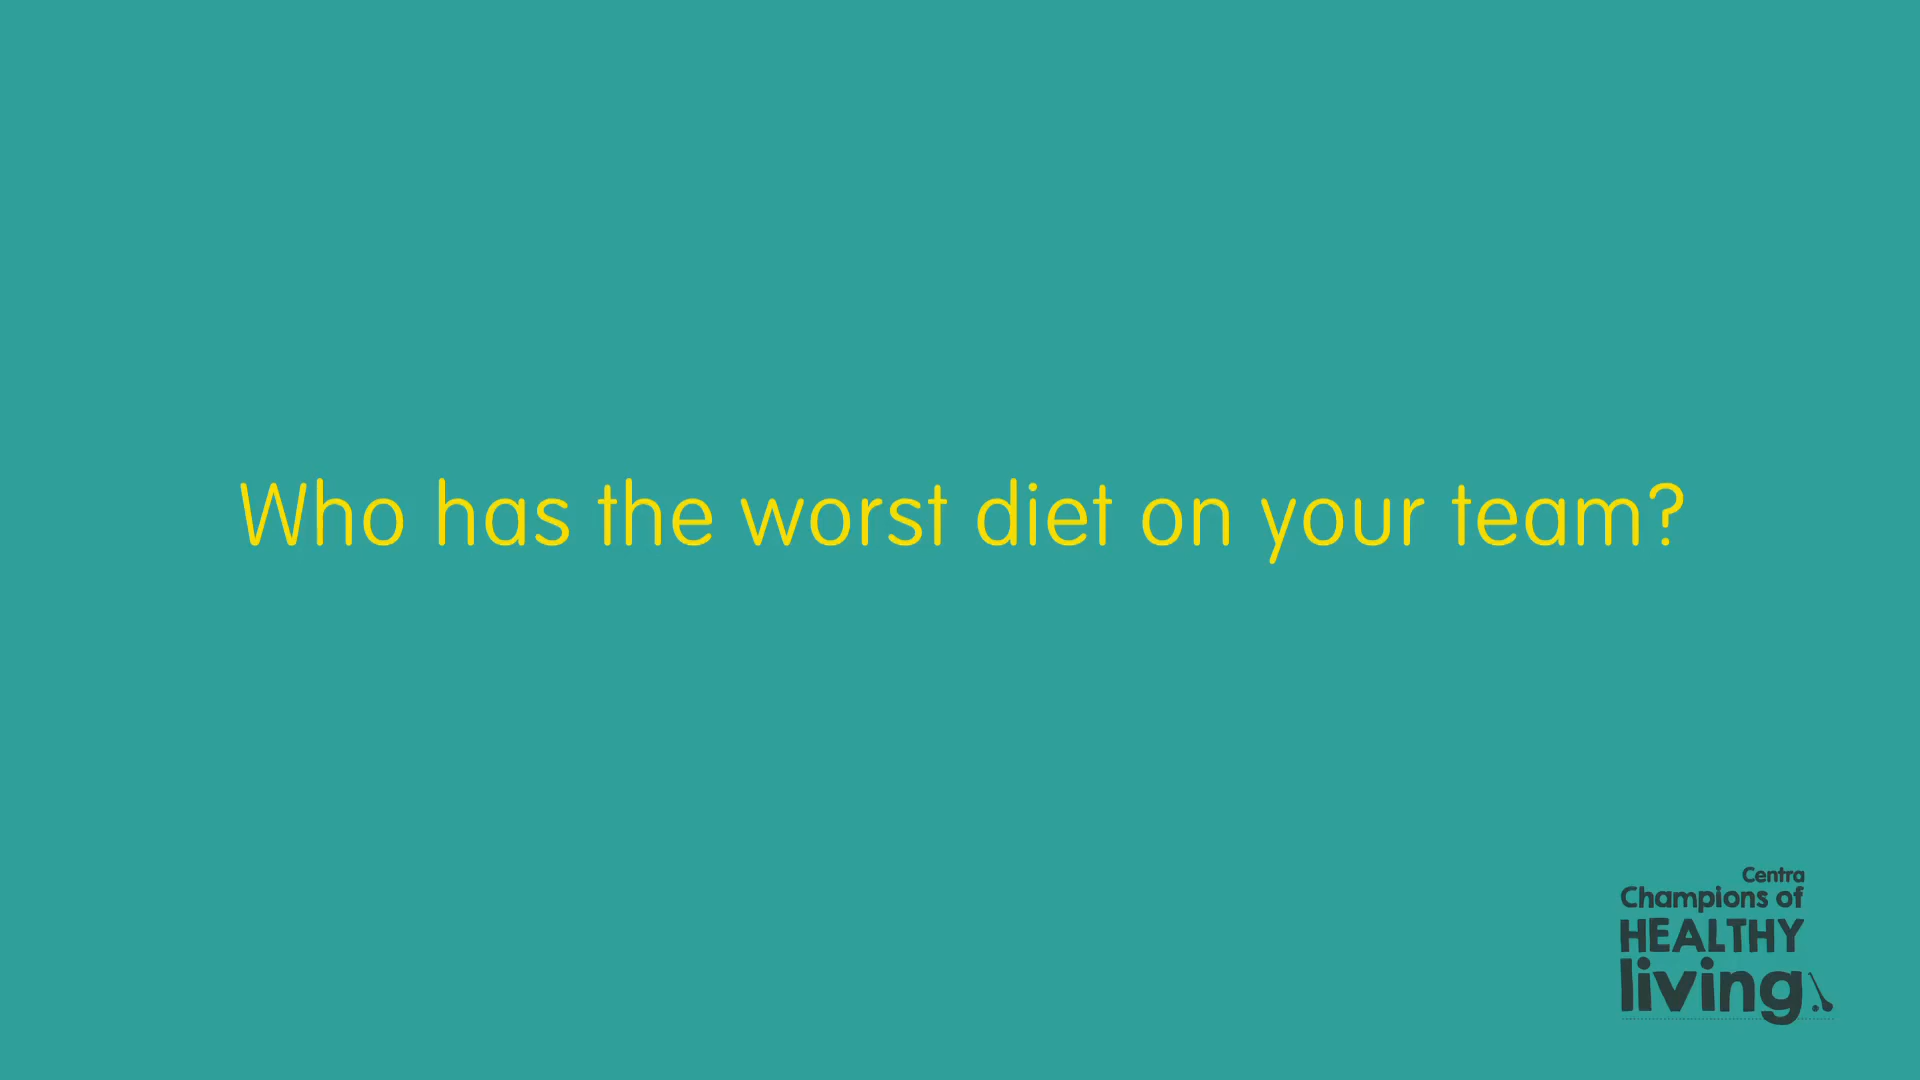 Who has the worst diet on your team?
Centra
Champions of
HEALTHY
living